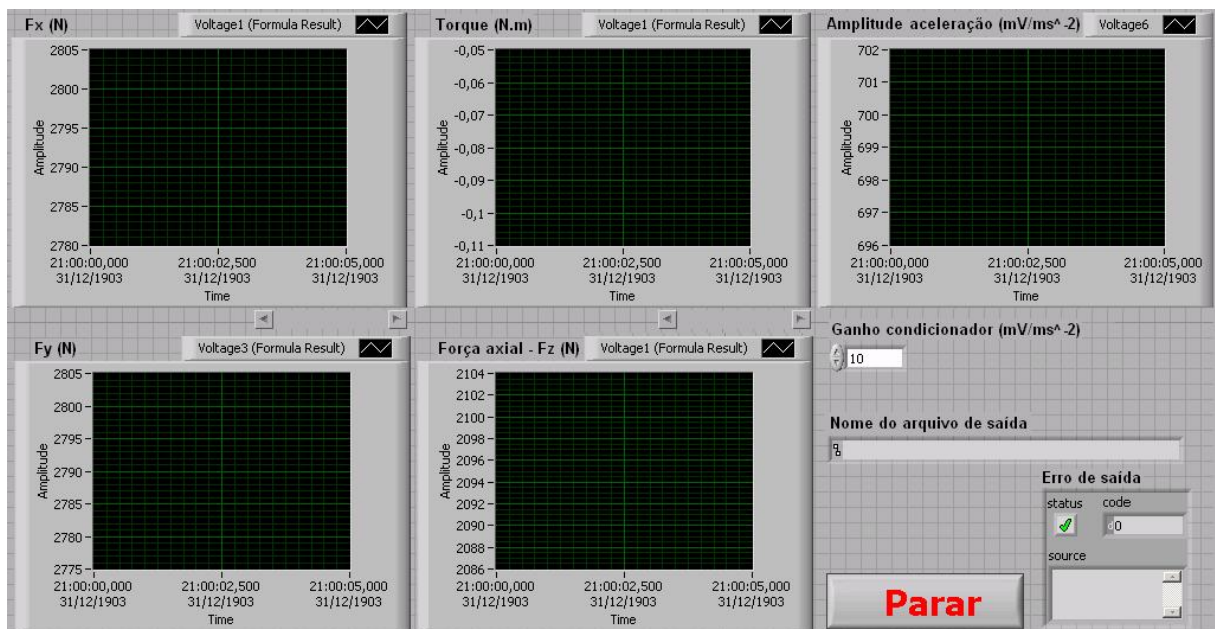 Fx (N)
Voltage1 (Formula Result)
2805
2800
2795
2790
2785
2780
Amplitude
21:00:00,000
31/12/1903
21:00:02,500
31/12/1903
21:00:05,000
31/12/1903
Time
Torque (N.m)
Voltage1 (Formula Result)
-0,05
-0,06
-0,07
-0,08
-0,09
-0,1
-0,11
Amplitude
21:00:00,000
31/12/1903
21:00:02,500
31/12/1903
21:00:05,000
31/12/1903
Time
Amplitude aceleração (mV/ms^-2)
Voltage6
702
701
700
699
698
697
696
Amplitude
21:00:00,000
31/12/1903
21:00:02,500
31/12/1903
21:00:05,000
31/12/1903
Time
Fy (N)
Voltage3 (Formula Result)
2805
2800
2795
2790
2785
2780
2775
Amplitude
21:00:00,000
31/12/1903
21:00:02,500
31/12/1903
21:00:05,000
31/12/1903
Time
Força axial - Fz (N)
Voltage1 (Formula Result)
2104
2102
2100
2098
2096
2094
2092
2090
2088
2086
Amplitude
21:00:00,000
31/12/1903
21:00:02,500
31/12/1903
21:00:05,000
31/12/1903
Time
Ganho condicionador (mV/ms^-2)
10
Nome do arquivo de saída
Erro de saída
status
code
d0
source
Parar